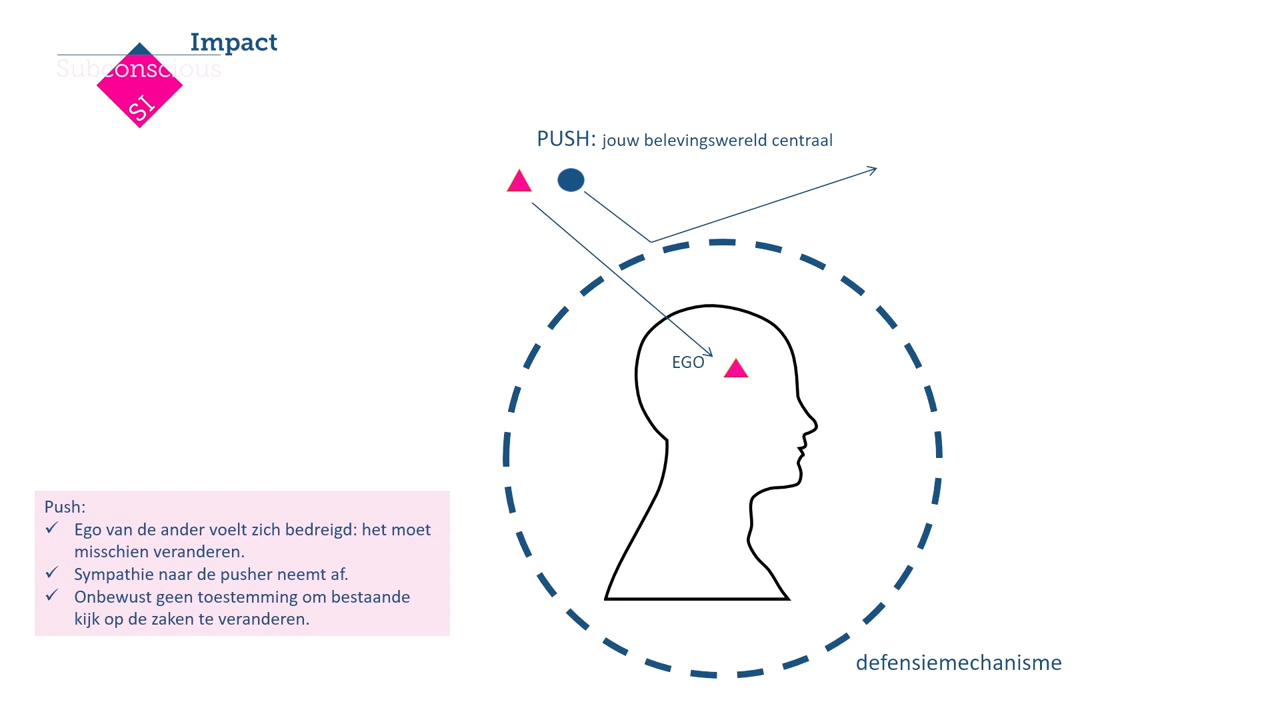 Impact
Subconscious
SI
PUSH: jouw belevingswereld centraal
EGO
Push:
✓ Ego van de ander voelt zich bedreigd: het moet
misschien veranderen.
✓ Sympathie naar de pusher neemt af.
✓ Onbewust geen toestemming om bestaande
kijk op de zaken te veranderen.
defensiemechanisme